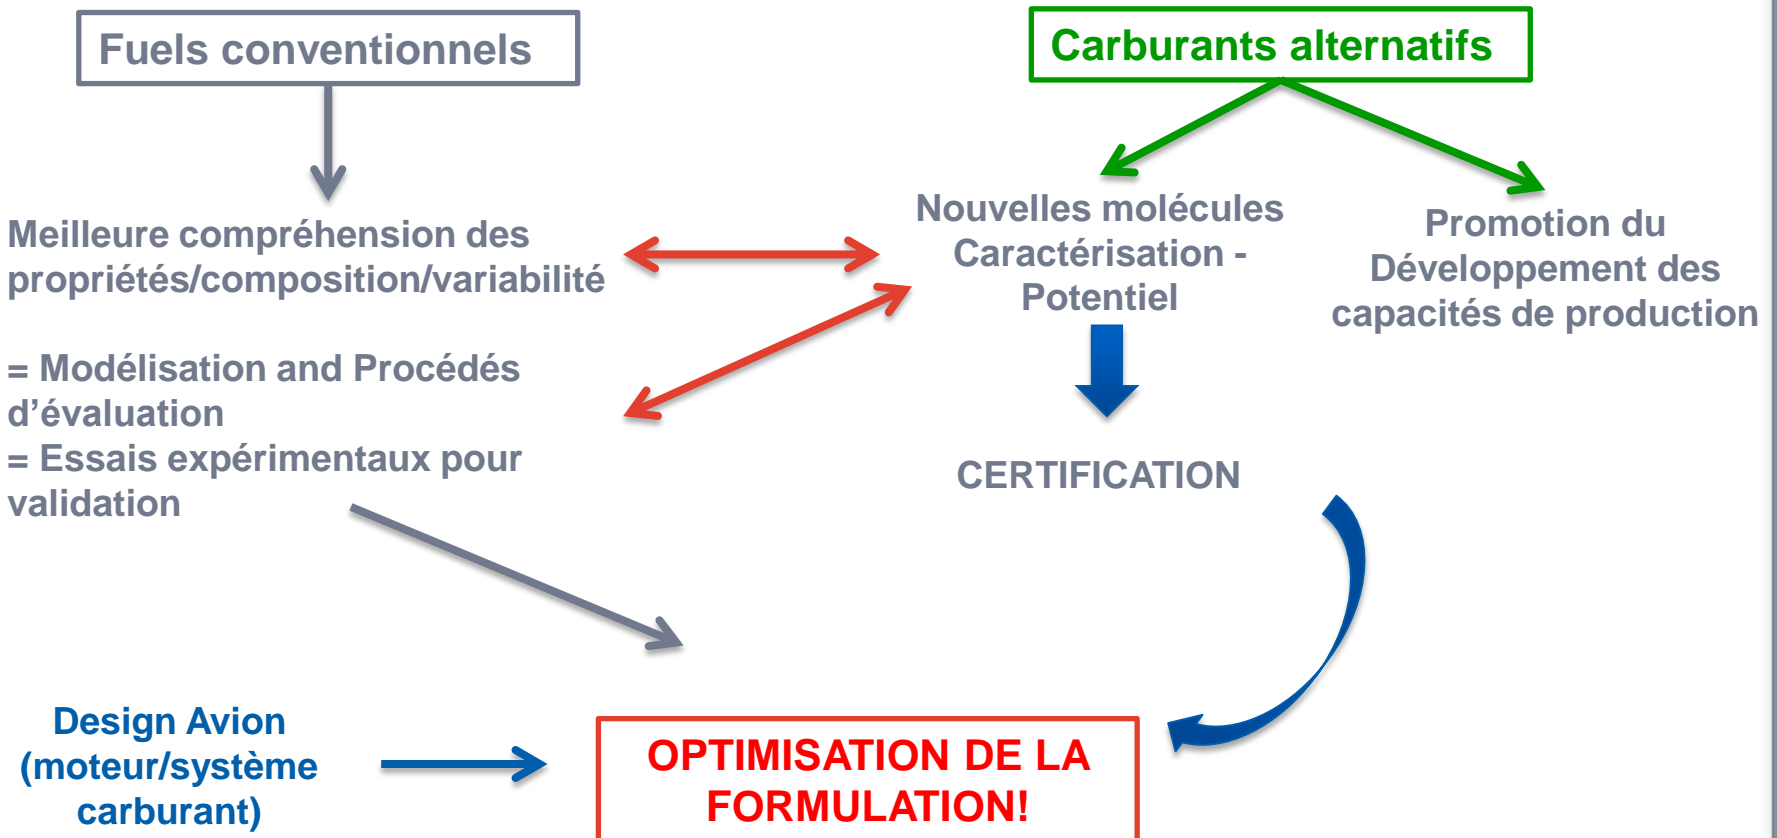 Fuels conventionnels
Carburants alternatifs
Meilleure compréhension des
propriétés/composition/variabilité
= Modélisation and Procédés
d’évaluation
= Essais expérimentaux pour
validation
Nouvelles molécules
Caractérisation -
Potentiel
Promotion du
Développement des
capacités de production
CERTIFICATION
Design Avion
(moteur/système
carburant)
OPTIMISATION DE LA
FORMULATION!